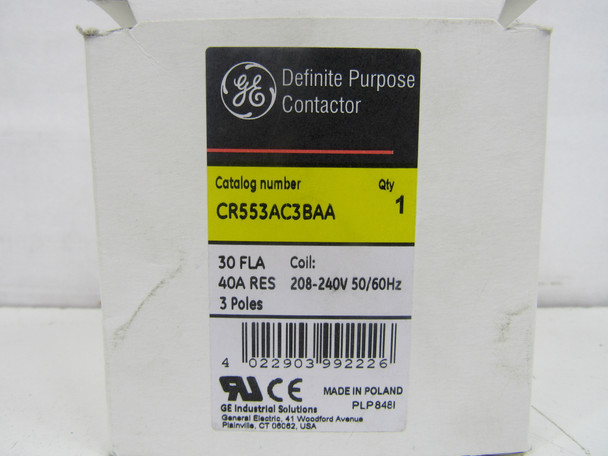 GE Definite Purpose
Contactor
Catalog number Qty
CR553AC3BAA 1
30 FLA Coil:
40A RES 208-240V 50/60Hz
3 Poles
4 022903 992226
RU CE MADE IN POLAND
GE Industrial Solutions PLP848I
General Electric, 41 Woodford Avenue
Plainville, CT 06062, USA